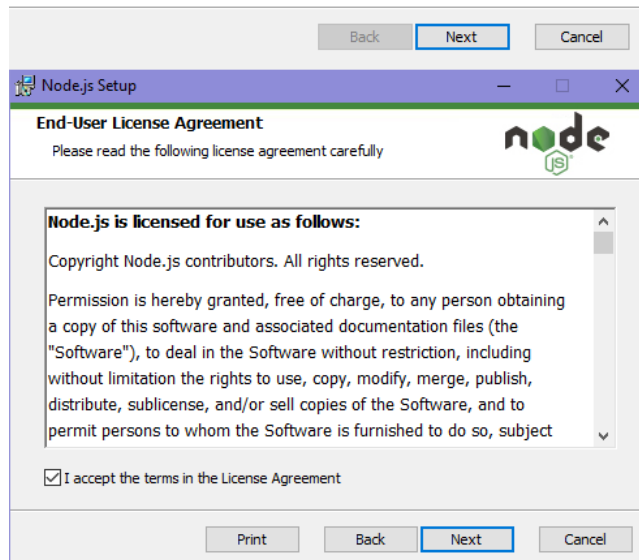 Back Next Cancel
Node.js Setup
End-User License Agreement
Please read the following license agreement carefully
node
JS
Node.js is licensed for use as follows:
Copyright Node.js contributors. All rights reserved.
Permission is hereby granted, free of charge, to any person obtaining
a copy of this software and associated documentation files (the
"Software"), to deal in the Software without restriction, including
without limitation the rights to use, copy, modify, merge, publish,
distribute, sublicense, and/or sell copies of the Software, and to
permit persons to whom the Software is furnished to do so, subject
I accept the terms in the License Agreement
Print Back Next Cancel